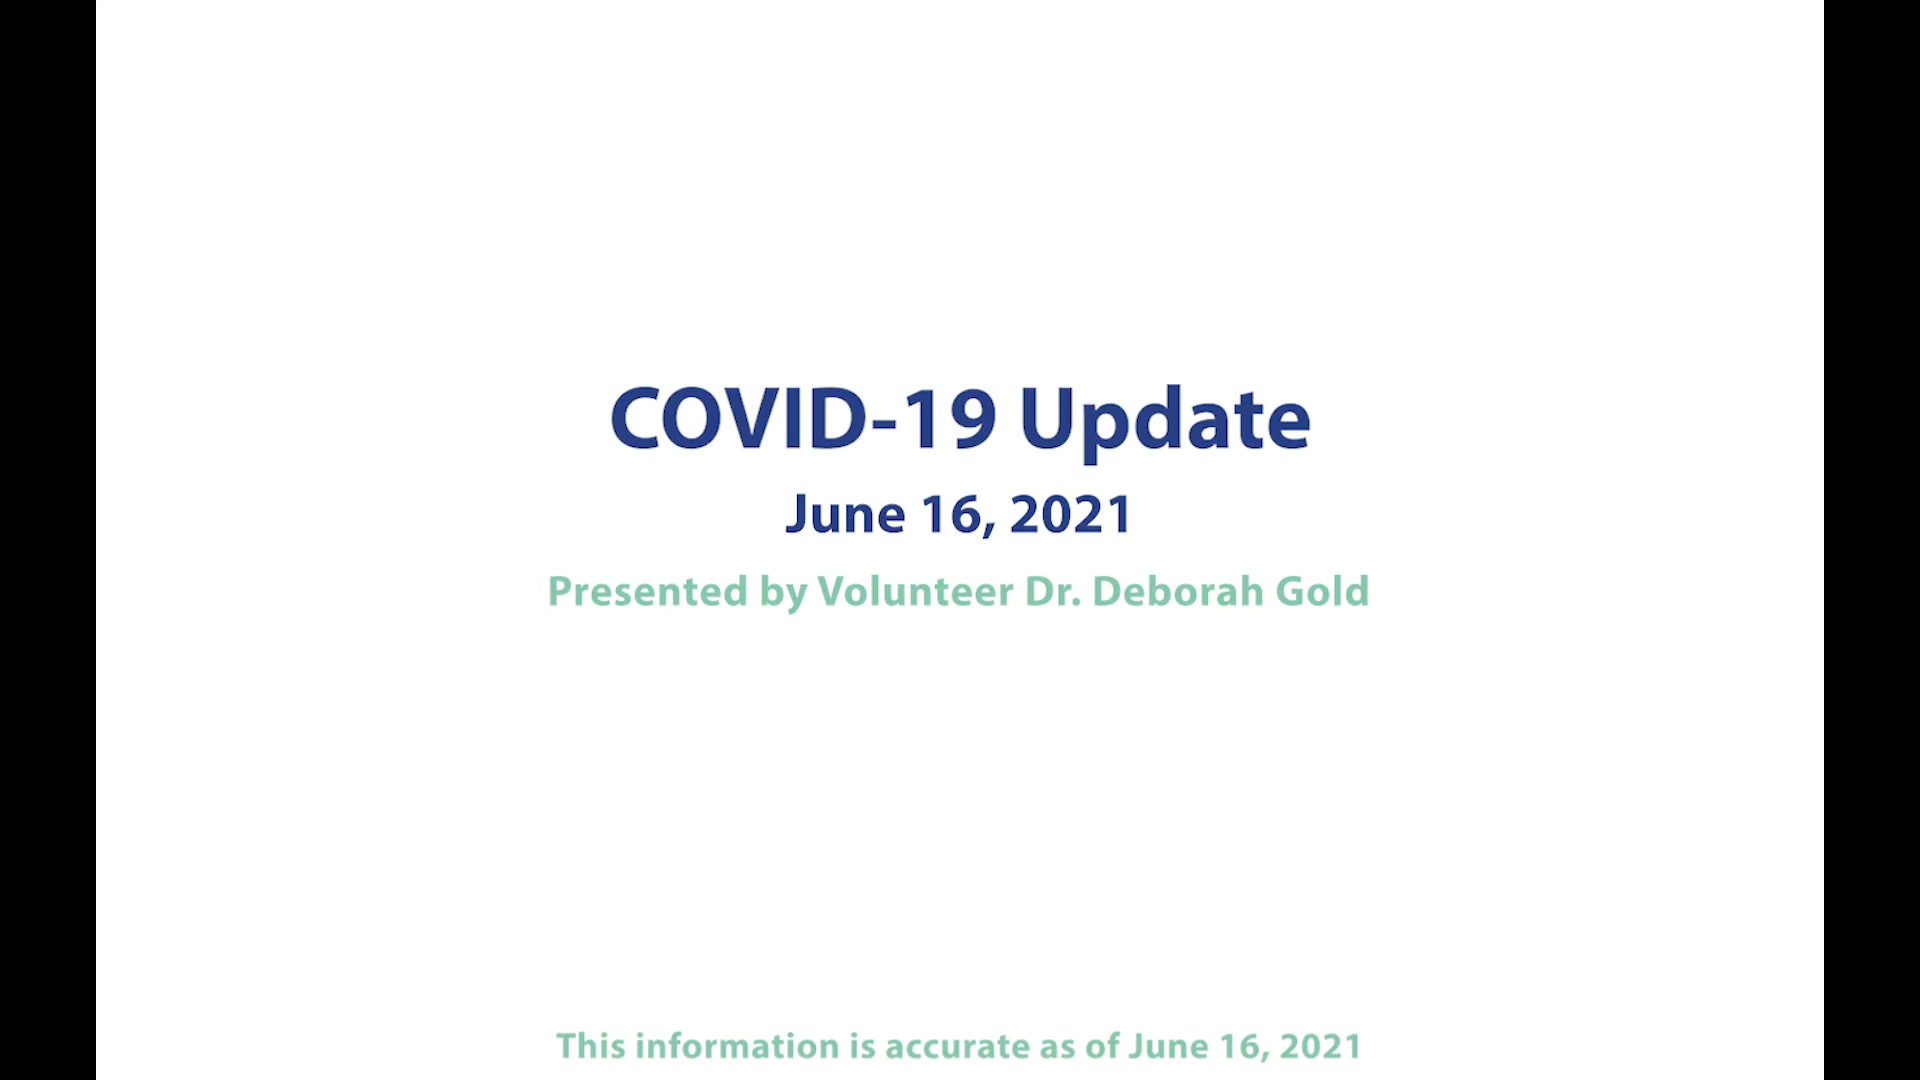 COVID-19 Update
June 16, 2021
Presented by Volunteer Dr. Deborah Gold
This information is accurate as of June 16, 2021